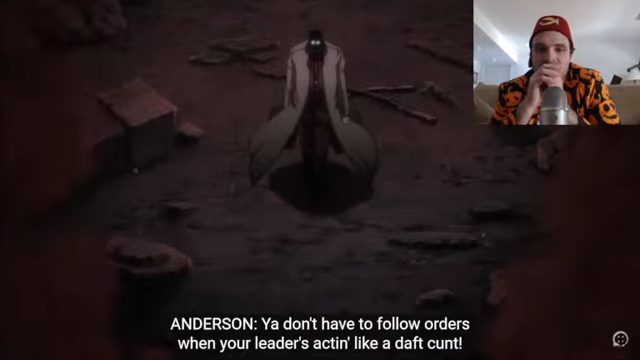 ANDERSON: Ya don't have to follow orders
when your leader's actin' like a daft cunt!